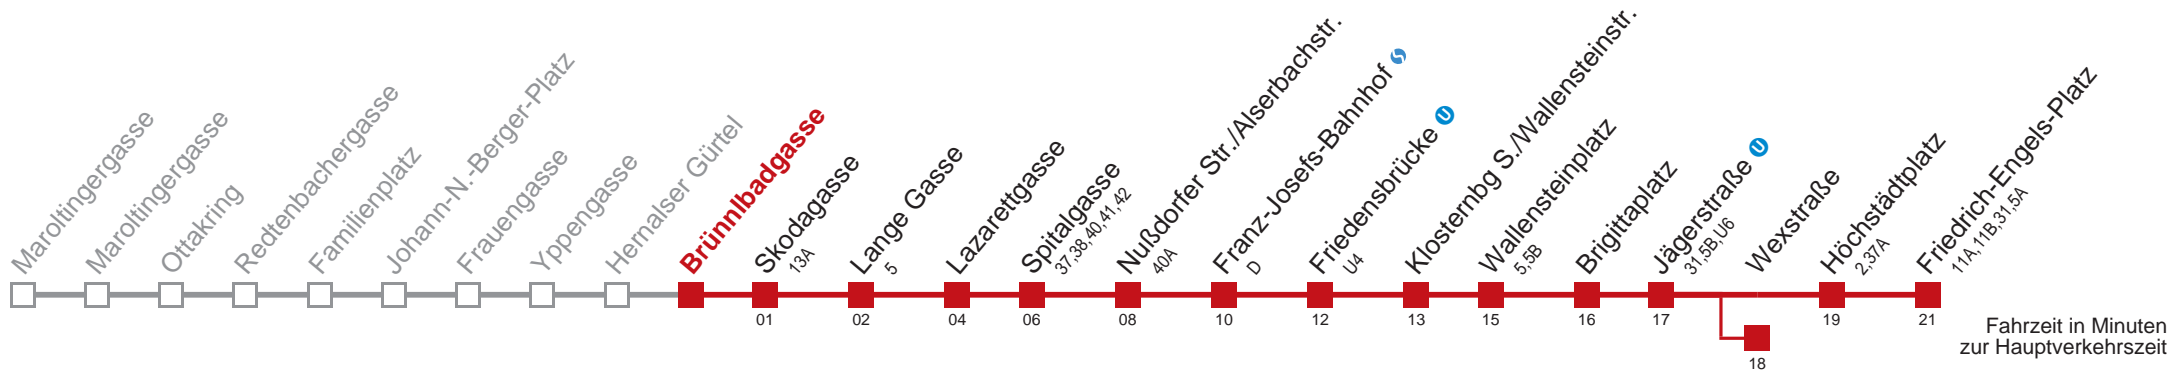 Maroltingergasse
Maroltingergasse
Ottakring
Redtenbachergasse
Familienplatz
Johann-N.-Berger-Platz
Frauengasse
Yppengasse
Hernalser Gürtel
Brünnlbadgasse
Skodagasse
13A
Lange Gasse
5
Lazarettgasse
Spitalgasse
37,38,40,41,42
Nußdorfer Str./Alserbachstr.
40A
Franz-Josefs-Bahnhof S
D
Friedensbrücke U
U4
Klosternbg S./Wallensteinstr.
Wallensteinplatz
5,5B
Brigittaplatz
Jägerstraße U
31,5B,U6
Wexstraße
Höchstädtplatz
2,37A
Friedrich-Engels-Platz
11A,11B,31,5A
01 02 04 06 08 10 12 13 15 16 17 19 21
18
Fahrzeit in Minuten
zur Hauptverkehrszeit